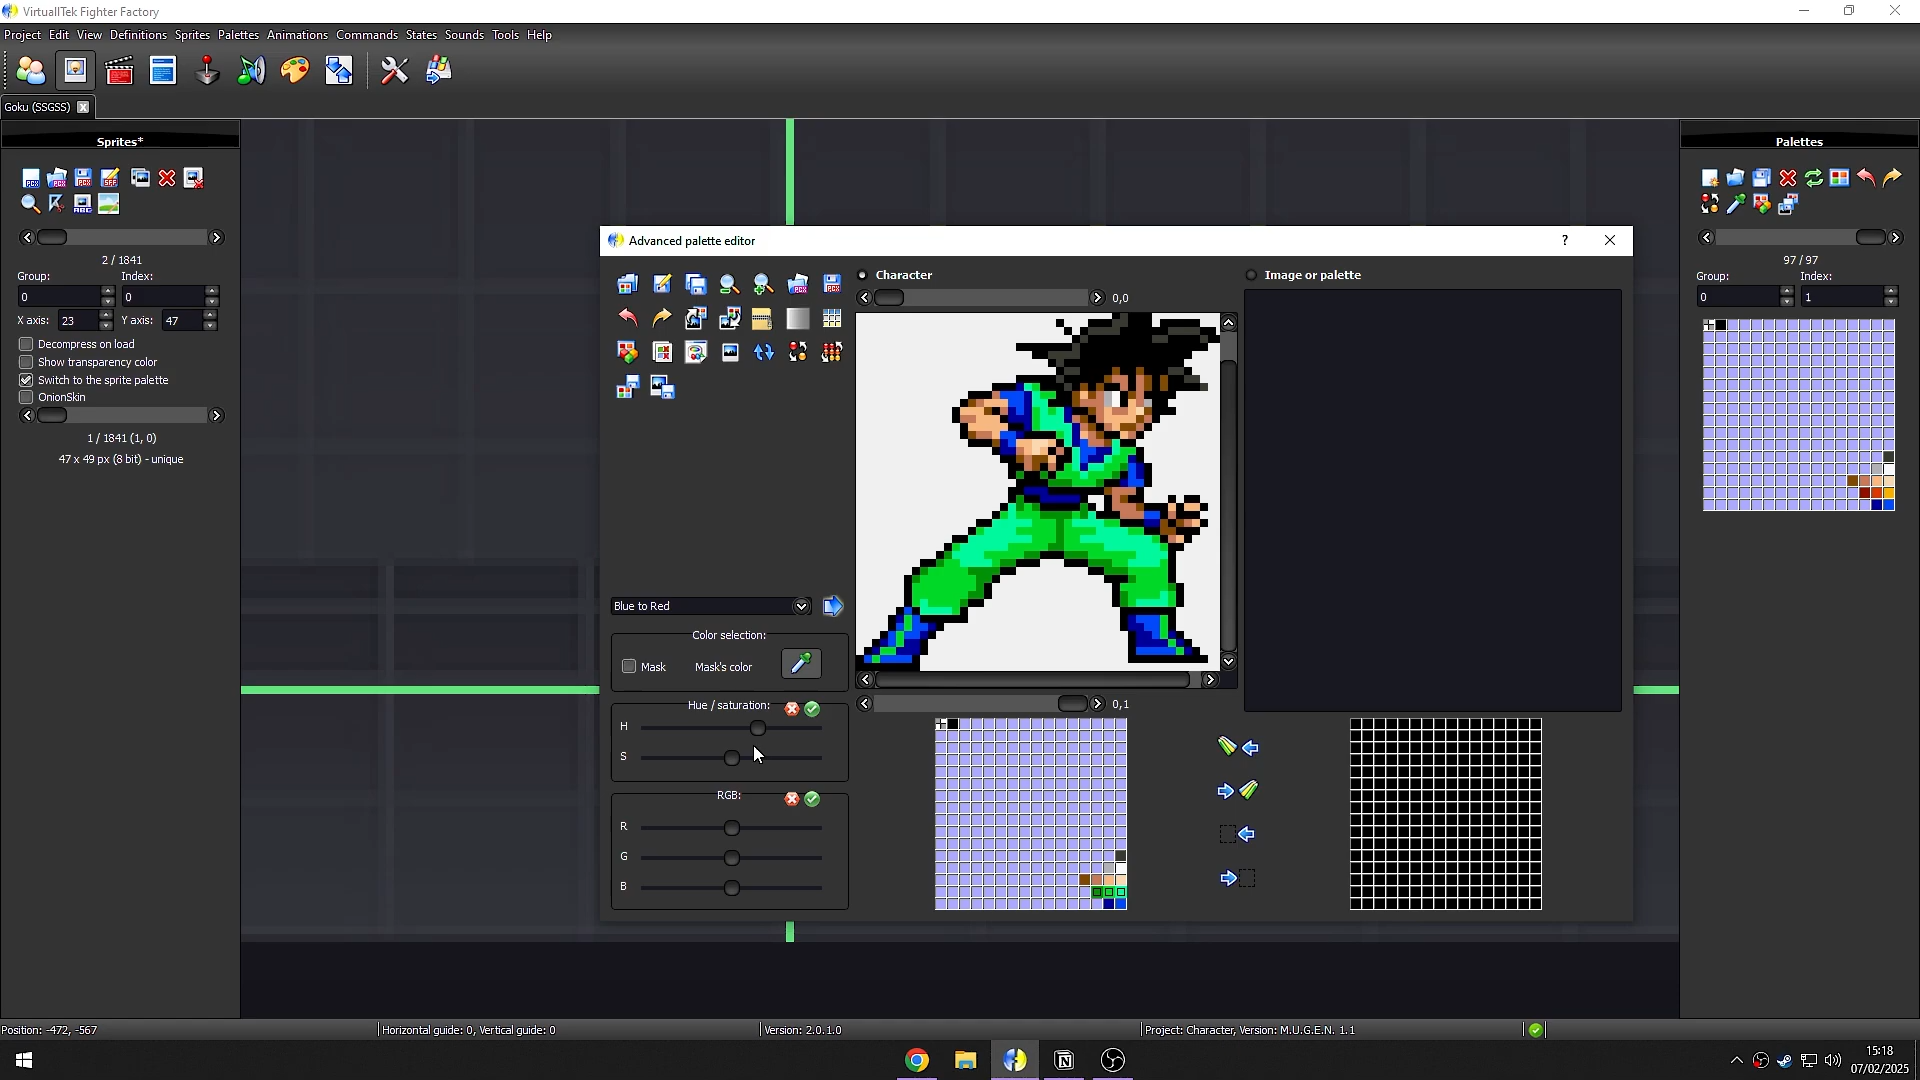 VirtuallTek Fighter Factory
Project Edit View Definitions Sprites Palettes Animations Commands States Sounds Tools Help
Goku (SSGSS)
Sprites*
2 / 1841
Group: Index:
0 0
X axis: 23 Y axis: 47
Decompress on load
Show transparency color
Switch to the sprite palette
OnionSkin
1 / 1841 (1, 0)
47 x 49 px (8 bit) - unique
Advanced palette editor
?
Character
0,0
Image or palette
Blue to Red
Color selection:
Mask Mask's color
Hue / saturation:
H
S
RGB:
R
G
B
0,1
Palettes
97 / 97
Group: Index:
0 1
Position: -472, -567
Horizontal guide: 0, Vertical guide: 0
Version: 2.0.1.0
Project: Character, Version: M.U.G.E.N. 1.1
15:18
07/02/2025